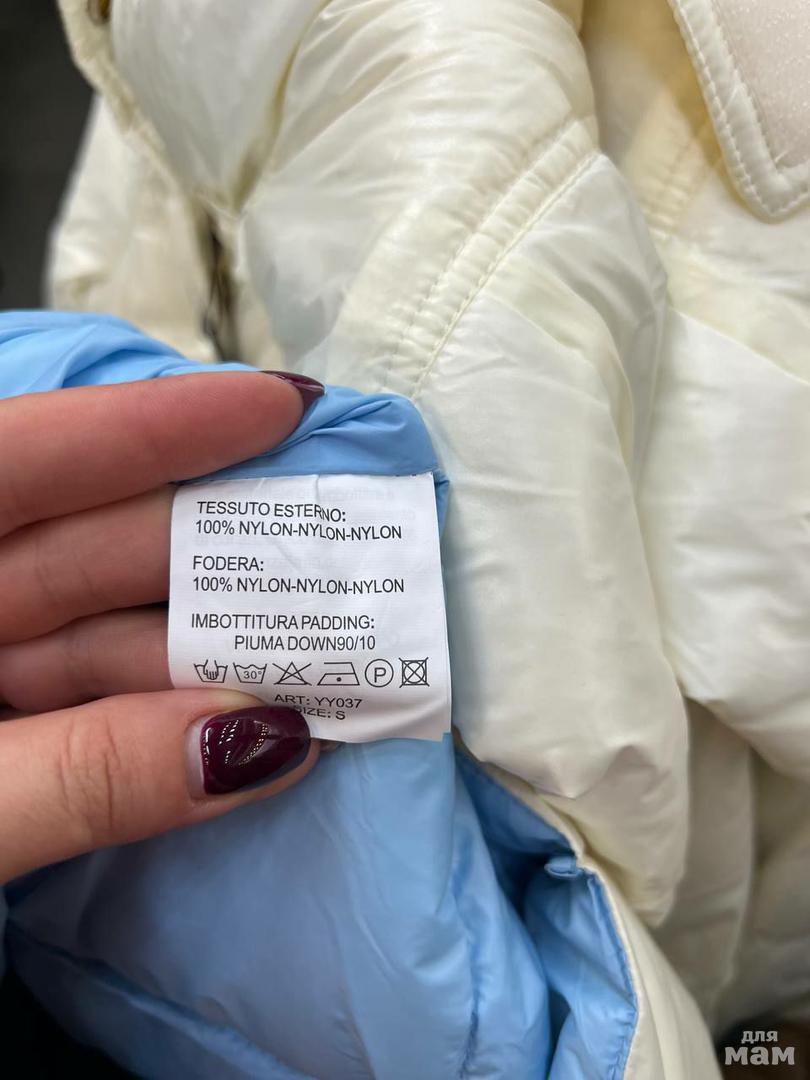 TESSUTO ESTERNO:
100% NYLON-NYLON-NYLON
FODERA:
100% NYLON-NYLON-NYLON
IMBOTTITURA PADDING:
PIUMA DOWN90/10
30°
P
ART: YY037
SIZE: S
для
мам